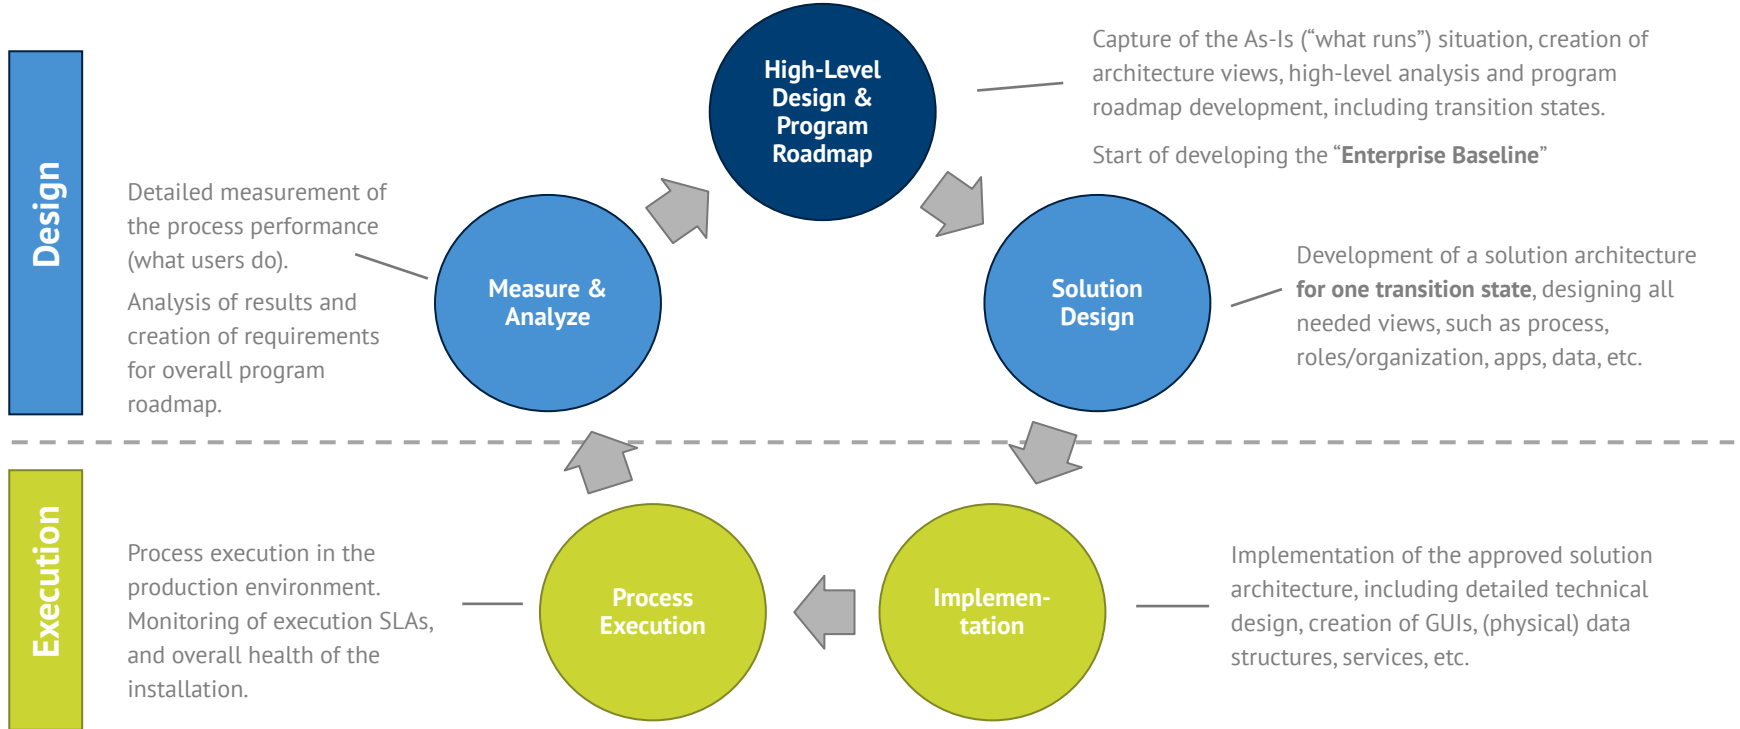 High-Level
Design &
Program
Roadmap
Capture of the As-Is (“what runs”) situation, creation of
architecture views, high-level analysis and program
roadmap development, including transition states.
Start of developing the “Enterprise Baseline”
Design
Detailed measurement of
the process performance
(what users do).
Analysis of results and
creation of requirements
for overall program
roadmap.
Measure &
Analyze
Solution
Design
Development of a solution architecture
for one transition state, designing all
needed views, such as process,
roles/organization, apps, data, etc.
Execution
Process execution in the
production environment.
Monitoring of execution SLAs,
and overall health of the
installation.
Process
Execution
Implemen-
tation
Implementation of the approved solution
architecture, including detailed technical
design, creation of GUIs, (physical) data
structures, services, etc.